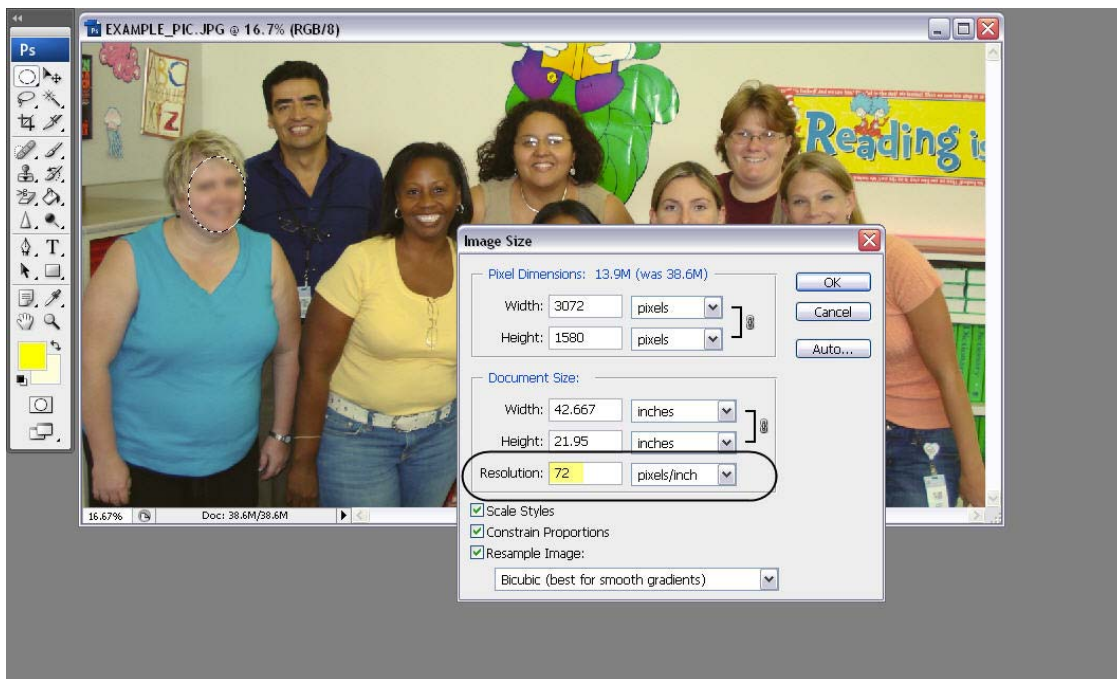 Ps
EXAMPLE_PIC.JPG @ 16.7% (RGB/8)
ABC
Z
Reading is
T
Image Size
Pixel Dimensions: 13.9M (was 38.6M)
Width: 3072 pixels
Height: 1580 pixels
OK
Cancel
Auto...
Document Size:
Width: 42.667 inches
Height: 21.95 inches
Resolution: 72 pixels/inch
Scale Styles
Constrain Proportions
Resample Image:
Bicubic (best for smooth gradients)
16.67% Doc: 38.6M/38.6M